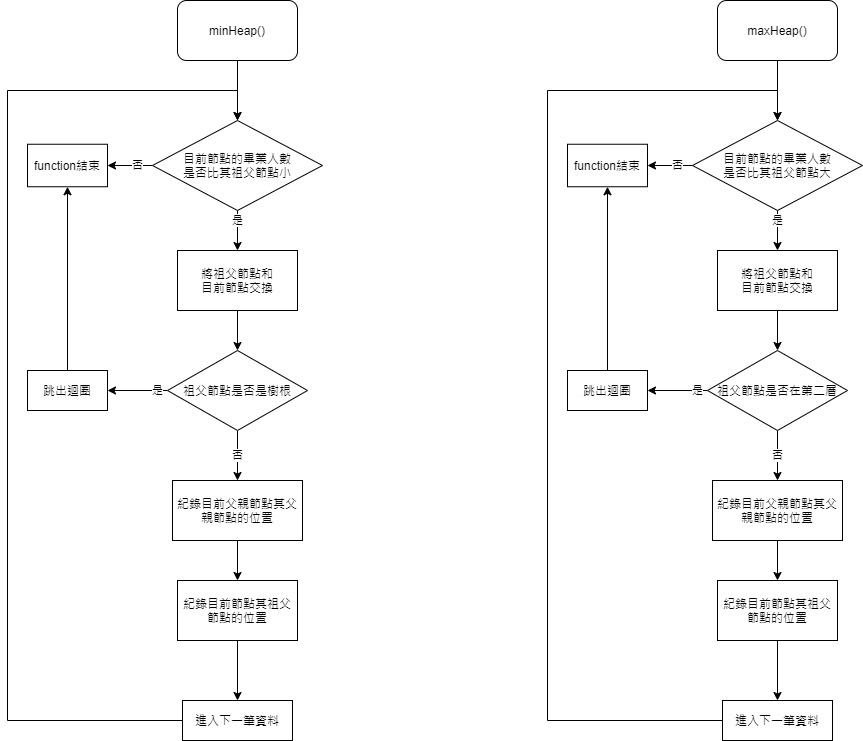 minHeap()
目前節點的畢業人數
是否比其祖父節點小
否
function結束
是
將祖父節點和
目前節點交換
祖父節點是否是樹根
是
跳出迴圈
否
紀錄目前父親節點其父
親節點的位置
紀錄目前節點其祖父
節點的位置
進入下一筆資料
maxHeap()
目前節點的畢業人數
是否比其祖父節點大
否
function結束
是
將祖父節點和
目前節點交換
祖父節點是否在第二層
是
跳出迴圈
否
紀錄目前父親節點其父
親節點的位置
紀錄目前節點其祖父
節點的位置
進入下一筆資料